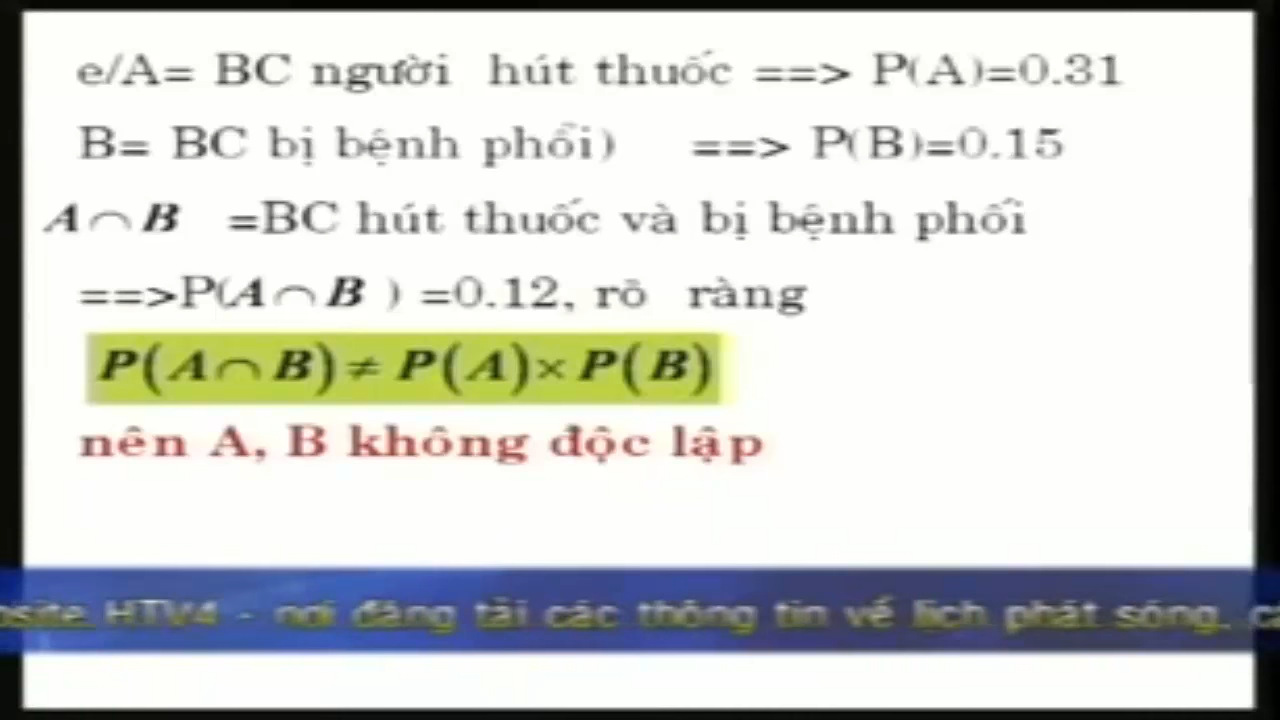 e/A= BC người hút thuốc ==> P(A)=0.31
B= BC bị bệnh phổi) ==> P(B)=0.15
A∩B =BC hút thuốc và bị bệnh phổi
==>P(A∩B ) =0.12, rõ ràng
P(A∩B)≠P(A)×P(B)
nên A, B không độc lập
HTV4 - nơi đăng tải các thông tin về lịch phát sóng,